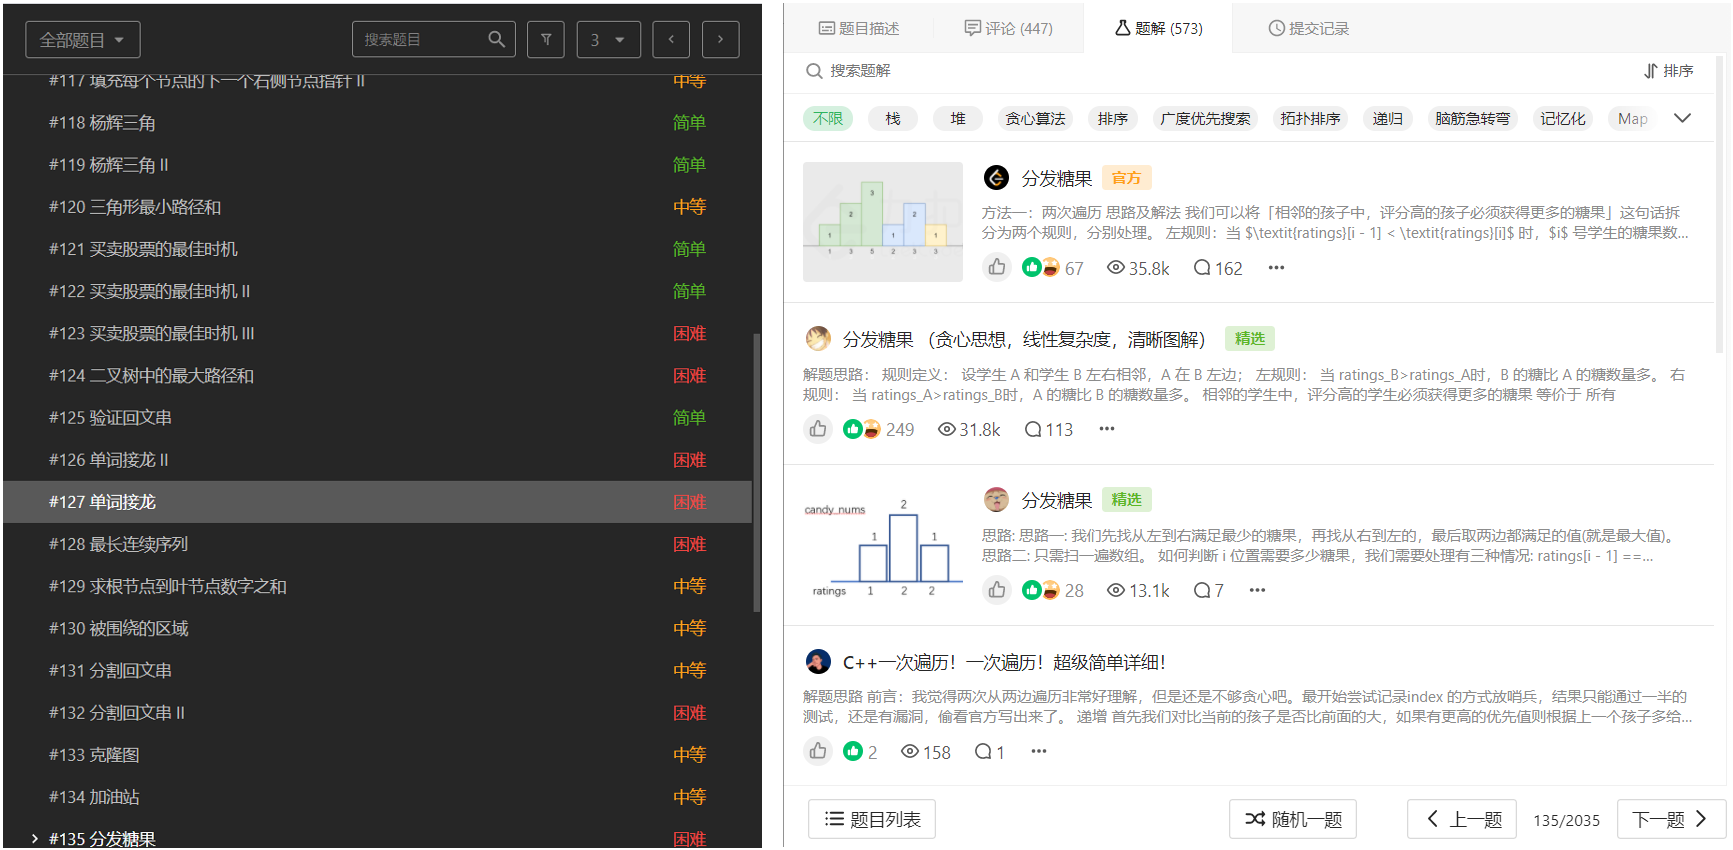 全部题目
搜索题目
3
#117 填充每个节点的下一个右侧节点指针 II 中等
#118 杨辉三角 简单
#119 杨辉三角 II 简单
#120 三角形最小路径和 中等
#121 买卖股票的最佳时机 简单
#122 买卖股票的最佳时机 II 简单
#123 买卖股票的最佳时机 III 困难
#124 二叉树中的最大路径和 困难
#125 验证回文串 简单
#126 单词接龙 II 困难
#127 单词接龙 困难
#128 最长连续序列 困难
#129 求根节点到叶节点数字之和 中等
#130 被围绕的区域 中等
#131 分割回文串 中等
#132 分割回文串 II 困难
#133 克隆图 中等
#134 加油站 中等
#135 分发糖果 困难
题目描述 评论 (447) 题解 (573) 提交记录
搜索题解 排序
不限 栈 堆 贪心算法 排序 广度优先搜索 拓扑排序 递归 脑筋急转弯 记忆化 Map
3
2 2
1 1 1
1 3 5 2 3 3
分发糖果 官方
方法一：两次遍历 思路及解法 我们可以将「相邻的孩子中，评分高的孩子必须获得更多的糖果」这句话拆
分为两个规则，分别处理。 左规则：当 $\textit{ratings}[i - 1] < \textit{ratings}[i]$ 时，$i$ 号学生的糖果数...
67 35.8k 162
分发糖果 （贪心思想，线性复杂度，清晰图解） 精选
解题思路： 规则定义： 设学生 A 和学生 B 左右相邻，A 在 B 左边； 左规则： 当 ratings_B>ratings_A时，B 的糖比 A 的糖数量多。 右
规则： 当 ratings_A>ratings_B时，A 的糖比 B 的糖数量多。 相邻的学生中，评分高的学生必须获得更多的糖果 等价于 所有
249 31.8k 113
candy_nums 2
1 1
ratings 1 2 2
分发糖果 精选
思路: 思路一: 我们先找从左到右满足最少的糖果，再找从右到左的，最后取两边都满足的值(就是最大值)。
思路二: 只需扫一遍数组。 如何判断 i 位置需要多少糖果，我们需要处理有三种情况: ratings[i - 1] ==...
28 13.1k 7
C++一次遍历！一次遍历！超级简单详细！
解题思路 前言：我觉得两次从两边遍历非常好理解，但是还是不够贪心吧。最开始尝试记录index 的方式放哨兵，结果只能通过一半的
测试，还是有漏洞，偷看官方写出来了。 递增 首先我们对比当前的孩子是否比前面的大，如果有更高的优先值则根据上一个孩子多给...
2 158 1
题目列表 随机一题 上一题 135/2035 下一题